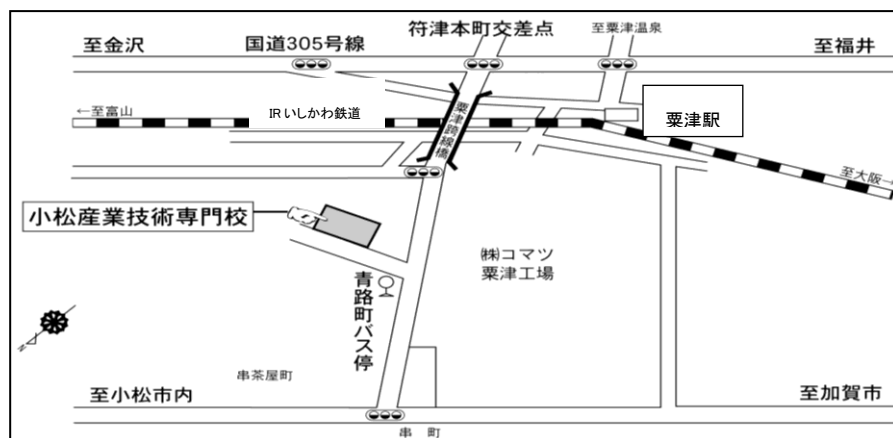 符津本町交差点
至金沢
国道305号線
至粟津温泉
至福井
←至富山
IRいしかわ鉄道
粟津跨線橋
粟津駅
至大阪→
小松産業技術専門校
㈱コマツ
粟津工場
青路町バス停
N
串茶屋町
至小松市内
至加賀市
串 町